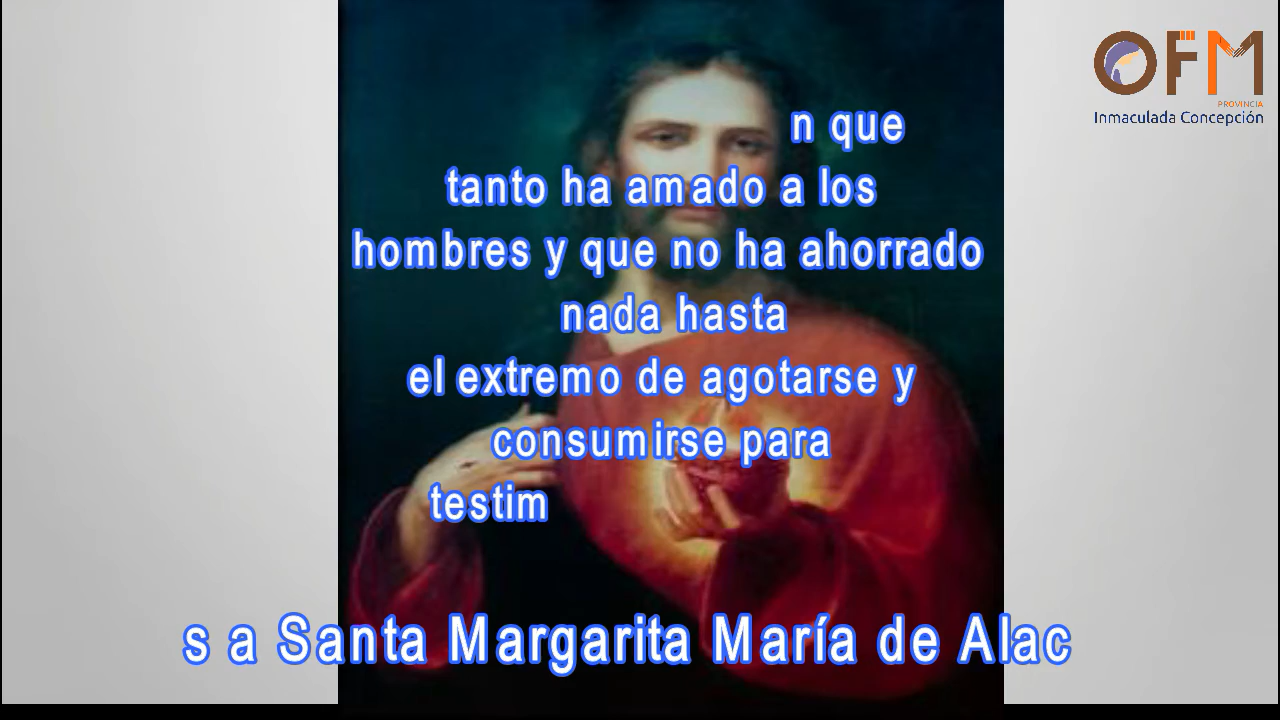 OFM
PROVINCIA
Inmaculada Concepción
n que
tanto ha amado a los
hombres y que no ha ahorrado
nada hasta
el extremo de agotarse y
consumirse para
testim
s a Santa Margarita María de Alac